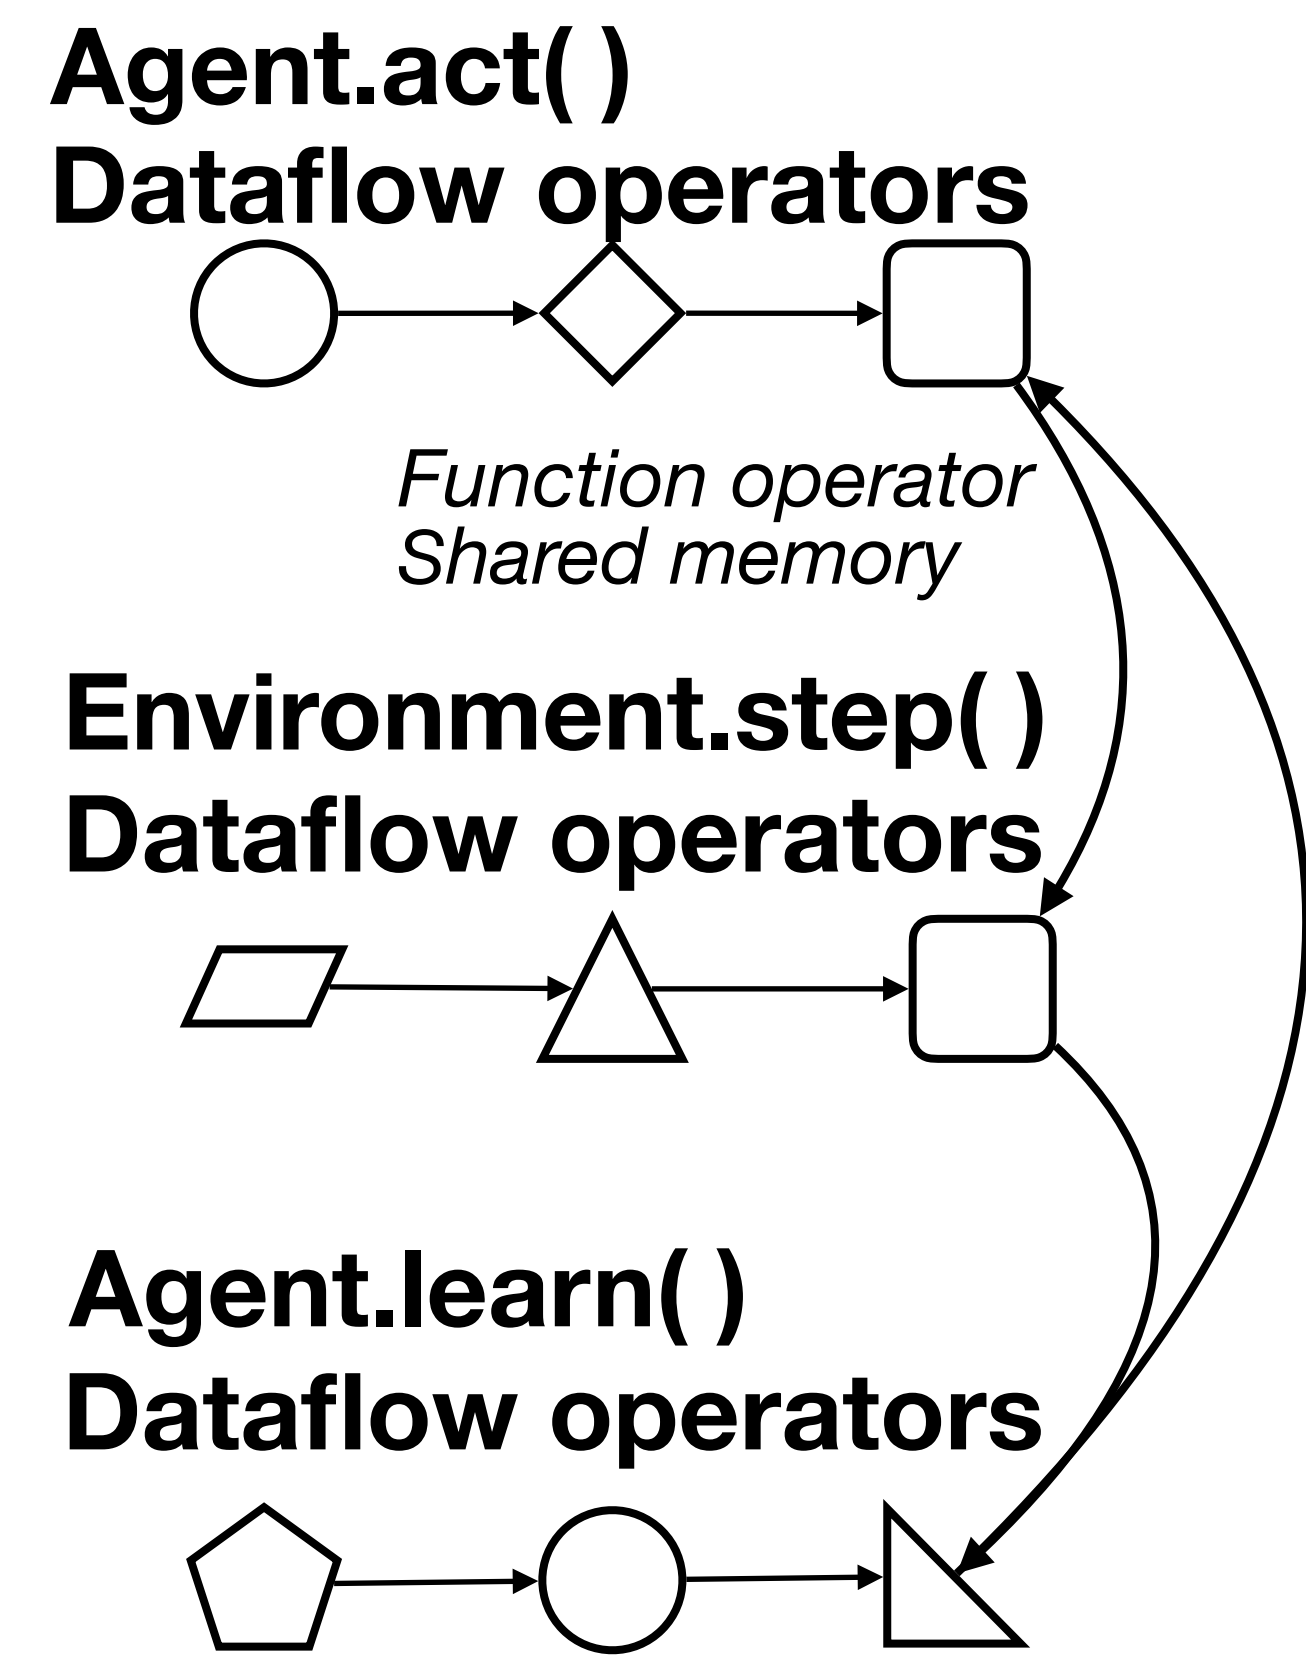 Agent.act( )
Dataflow operators
Function operator
Shared memory
Environment.step( )
Dataflow operators
Agent.learn( )
Dataflow operators